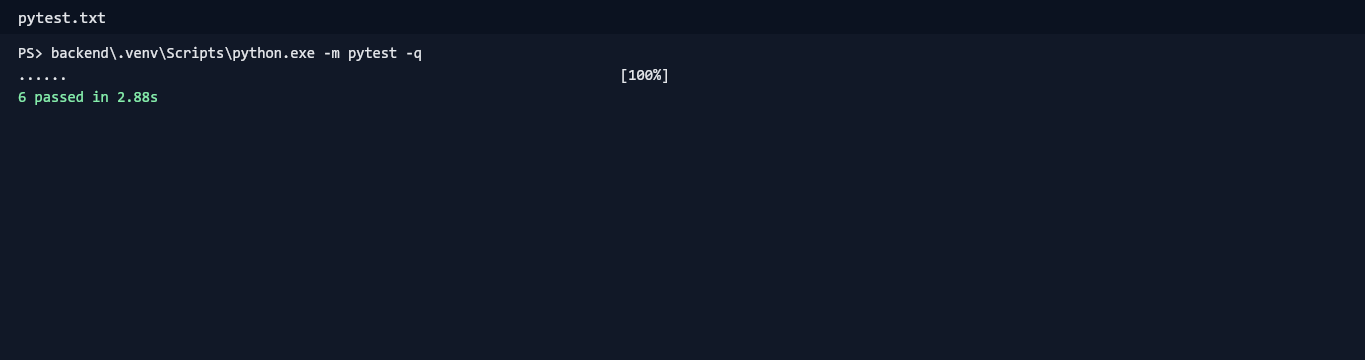 pytest.txt
PS> backend\.venv\Scripts\python.exe -m pytest -q
...... [100%]
6 passed in 2.88s